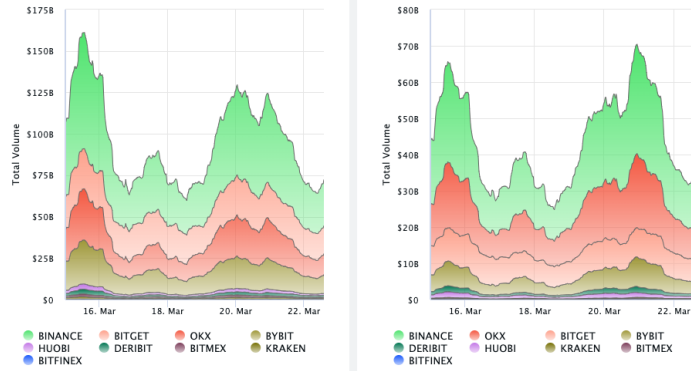 $175B
$150B
$125B
$100B
$75B
$50B
$25B
$0
Total Volume
16. Mar 18. Mar 20. Mar 22. Mar
BINANCE BITGET OKX BYBIT
HUOBI DERIBIT BITMEX KRAKEN
BITFINEX
$80B
$70B
$60B
$50B
$40B
$30B
$20B
$10B
$0
Total Volume
16. Mar 18. Mar 20. Mar 22. Mar
BINANCE OKX BITGET BYBIT
DERIBIT HUOBI KRAKEN BITMEX
BITFINEX